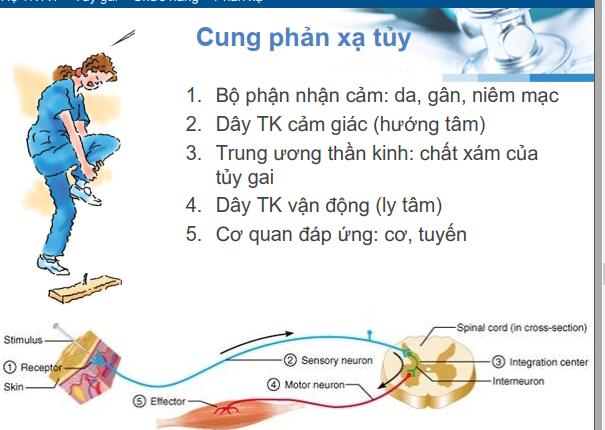 Cung phản xạ tủy
1. Bộ phận nhận cảm: da, gân, niêm mạc
2. Dây TK cảm giác (hướng tâm)
3. Trung ương thần kinh: chất xám của
tủy gai
4. Dây TK vận động (ly tâm)
5. Cơ quan đáp ứng: cơ, tuyến
Stimulus
1 Receptor
Skin
2 Sensory neuron
4 Motor neuron
5 Effector
Spinal cord (in cross-section)
3 Integration center
Interneuron